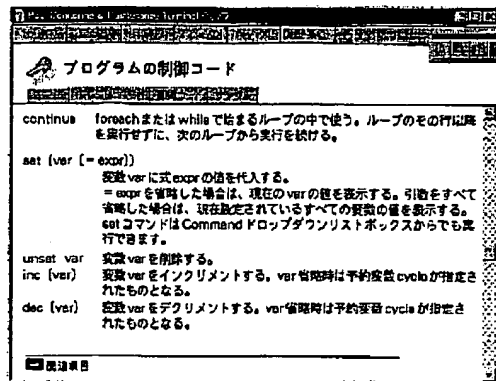 プログラムの制御コード
continue foreachまたはwhileで始まるループの中で使う。ループのその行以降
を実行せずに、次のループから実行を続ける。
set (var [= expr])
変数varに式exprの値を代入する。
= exprを省略した場合は、現在のvarの値を表示する。引数をすべて
省略した場合は、現在設定されているすべての変数の値を表示する。
setコマンドはCommandドロップダウンリストボックスからでも実
行できます。
unset var 変数varを削除する。
inc (var) 変数varをインクリメントする。var省略時は予約変数cycleが指定さ
れたものとなる。
dec (var) 変数varをデクリメントする。var省略時は予約変数cycleが指定さ
れたものとなる。
関連項目